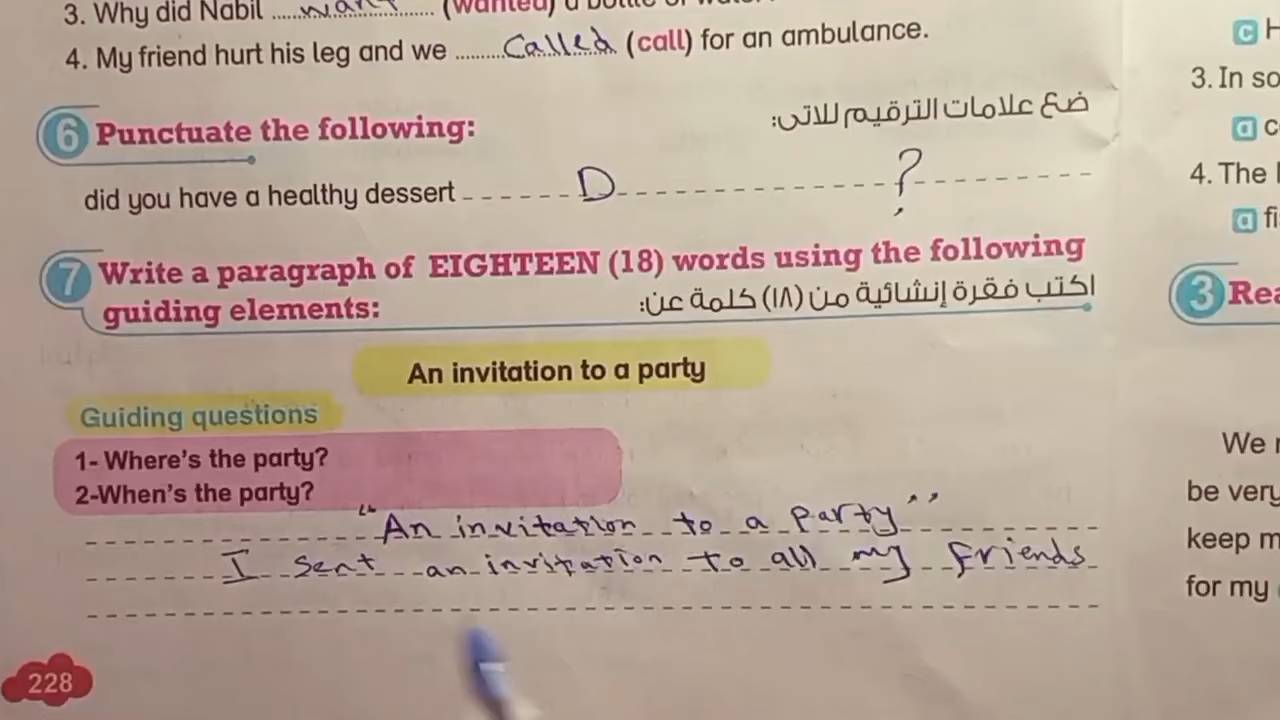 3. Why did Nabil want (wanted) a bottle of water
4. My friend hurt his leg and we Called (call) for an ambulance.
6 Punctuate the following:
ضع علامات الترقيم للاتى:
did you have a healthy dessert D ?
7 Write a paragraph of EIGHTEEN (18) words using the following
guiding elements:
اكتب فقرة إنشائية من (١٨) كلمة عن:
An invitation to a party
Guiding questions
1- Where's the party?
2-When's the party?
"An invitation to a party"
I sent an invitation to all my friends
228
c H
3. In so
a c
4. The
a fi
3 Rea
We
be very
keep m
for my